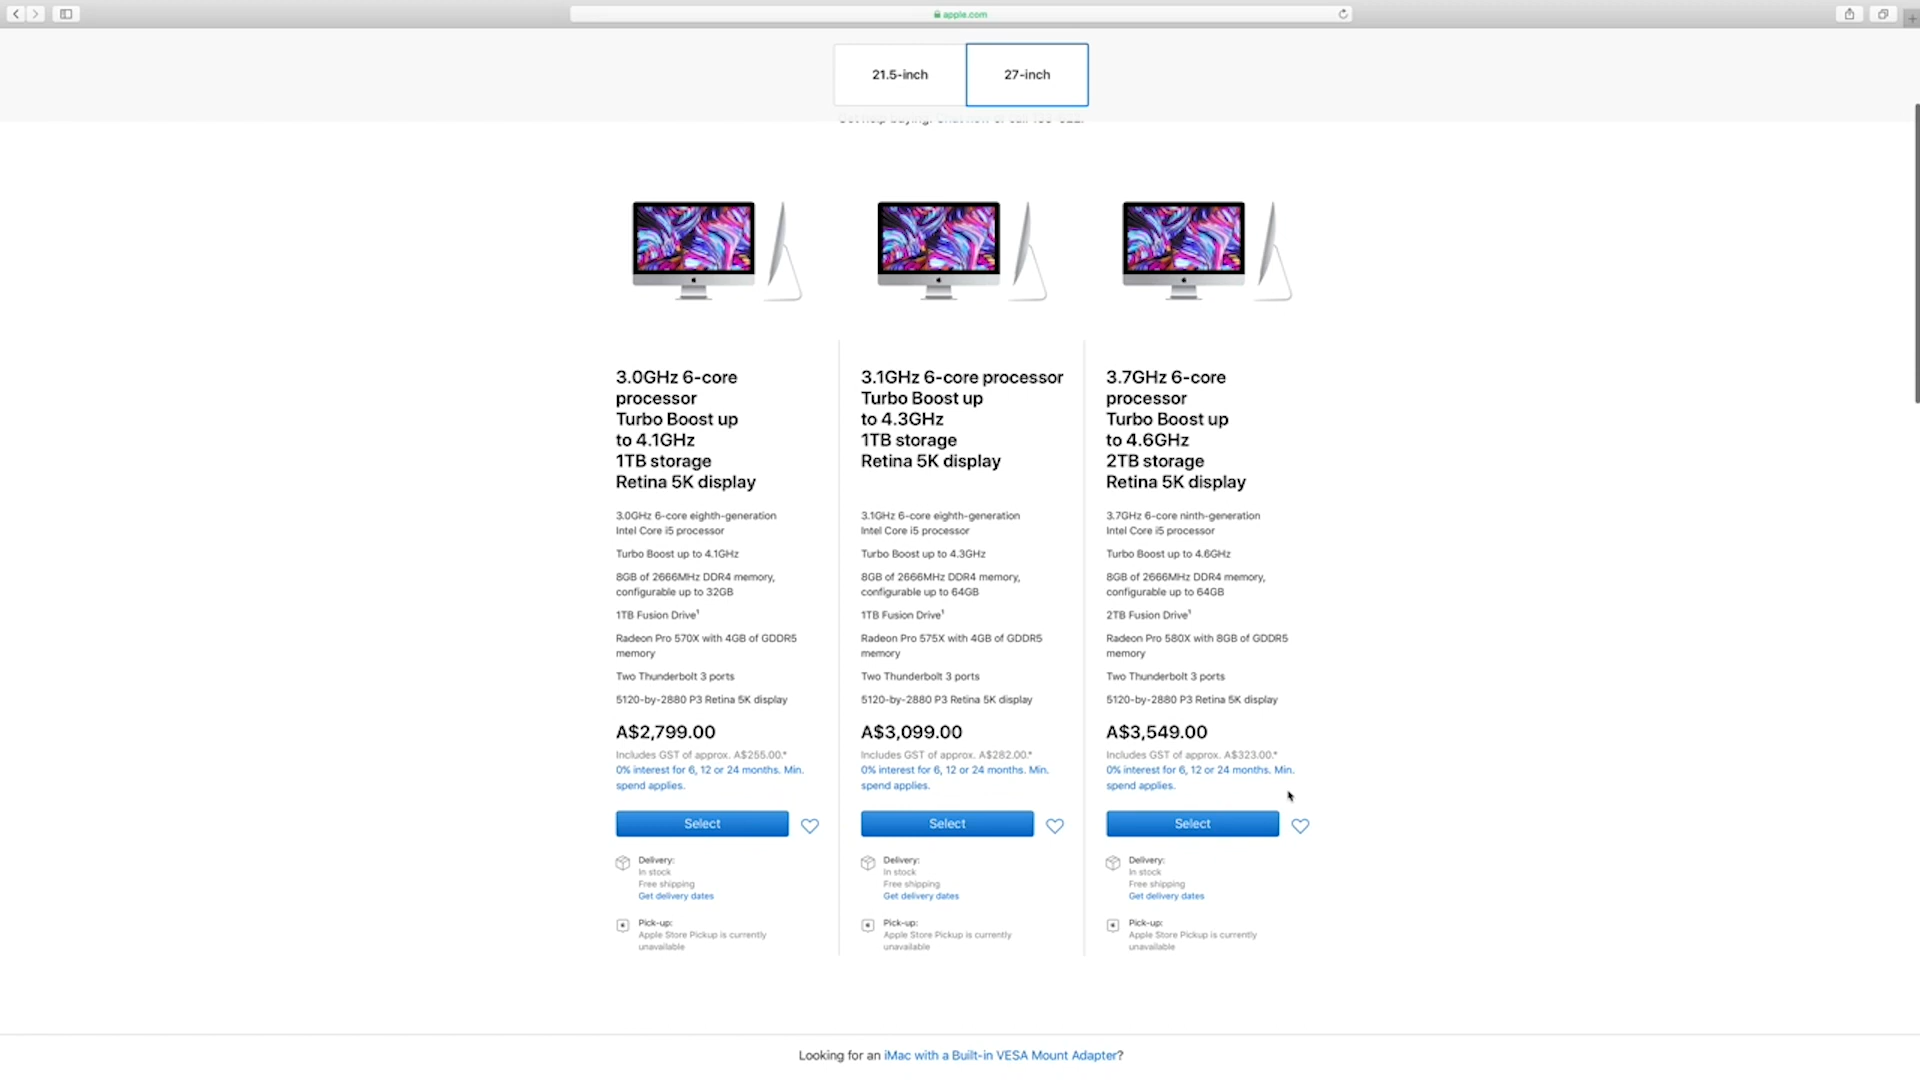 apple.com
21.5-inch
27-inch
3.0GHz 6-core
processor
Turbo Boost up
to 4.1GHz
1TB storage
Retina 5K display
3.0GHz 6-core eighth-generation
Intel Core i5 processor
Turbo Boost up to 4.1GHz
8GB of 2666MHz DDR4 memory,
configurable up to 32GB
1TB Fusion Drive¹
Radeon Pro 570X with 4GB of GDDR5
memory
Two Thunderbolt 3 ports
5120-by-2880 P3 Retina 5K display
A$2,799.00
Includes GST of approx. A$255.00.*
0% interest for 6, 12 or 24 months. Min.
spend applies.
Select
Delivery:
In stock
Free shipping
Get delivery dates
Pick-up:
Apple Store Pickup is currently
unavailable
3.1GHz 6-core processor
Turbo Boost up
to 4.3GHz
1TB storage
Retina 5K display
3.1GHz 6-core eighth-generation
Intel Core i5 processor
Turbo Boost up to 4.3GHz
8GB of 2666MHz DDR4 memory,
configurable up to 64GB
1TB Fusion Drive¹
Radeon Pro 575X with 4GB of GDDR5
memory
Two Thunderbolt 3 ports
5120-by-2880 P3 Retina 5K display
A$3,099.00
Includes GST of approx. A$282.00.*
0% interest for 6, 12 or 24 months. Min.
spend applies.
Select
Delivery:
In stock
Free shipping
Get delivery dates
Pick-up:
Apple Store Pickup is currently
unavailable
3.7GHz 6-core
processor
Turbo Boost up
to 4.6GHz
2TB storage
Retina 5K display
3.7GHz 6-core ninth-generation
Intel Core i5 processor
Turbo Boost up to 4.6GHz
8GB of 2666MHz DDR4 memory,
configurable up to 64GB
2TB Fusion Drive¹
Radeon Pro 580X with 8GB of GDDR5
memory
Two Thunderbolt 3 ports
5120-by-2880 P3 Retina 5K display
A$3,549.00
Includes GST of approx. A$323.00.*
0% interest for 6, 12 or 24 months. Min.
spend applies.
Select
Delivery:
In stock
Free shipping
Get delivery dates
Pick-up:
Apple Store Pickup is currently
unavailable
Looking for an iMac with a Built-in VESA Mount Adapter?